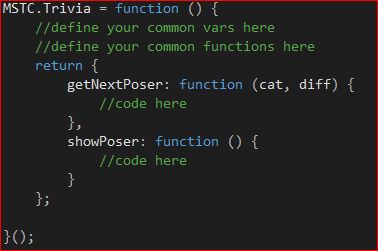 MSTC.Trivia = function () {
    //define your common vars here
    //define your common functions here
    return {
        getNextPoser: function (cat, diff) {
            //code here
        },
        showPoser: function () {
            //code here
        }
    };
}();